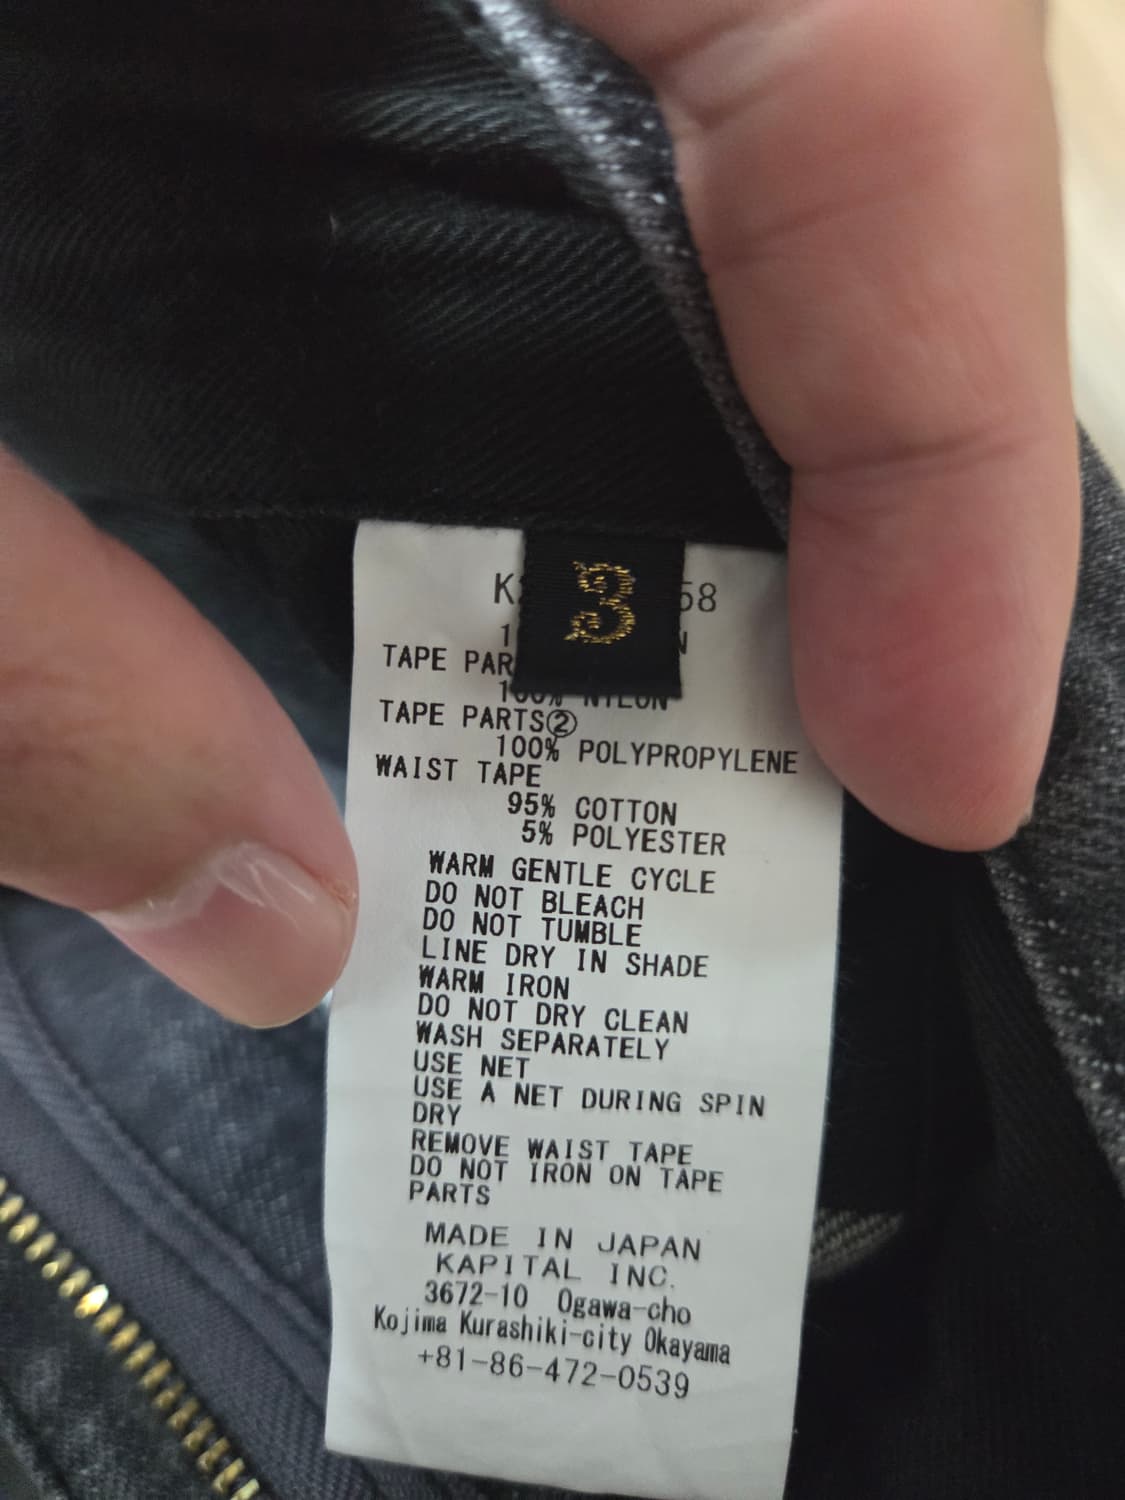 3
58
TAPE
100% NYLON
TAPE PARTS②
100% POLYPROPYLENE
WAIST TAPE
95% COTTON
5% POLYESTER
WARM GENTLE CYCLE
DO NOT BLEACH
DO NOT TUMBLE
LINE DRY IN SHADE
WARM IRON
DO NOT DRY CLEAN
WASH SEPARATELY
USE NET
USE A NET DURING SPIN
DRY
REMOVE WAIST TAPE
DO NOT IRON ON TAPE
PARTS
MADE IN JAPAN
KAPITAL INC.
3672-10 Ogawa-cho
Kojima Kurashiki-city Okayama
+81-86-472-0539